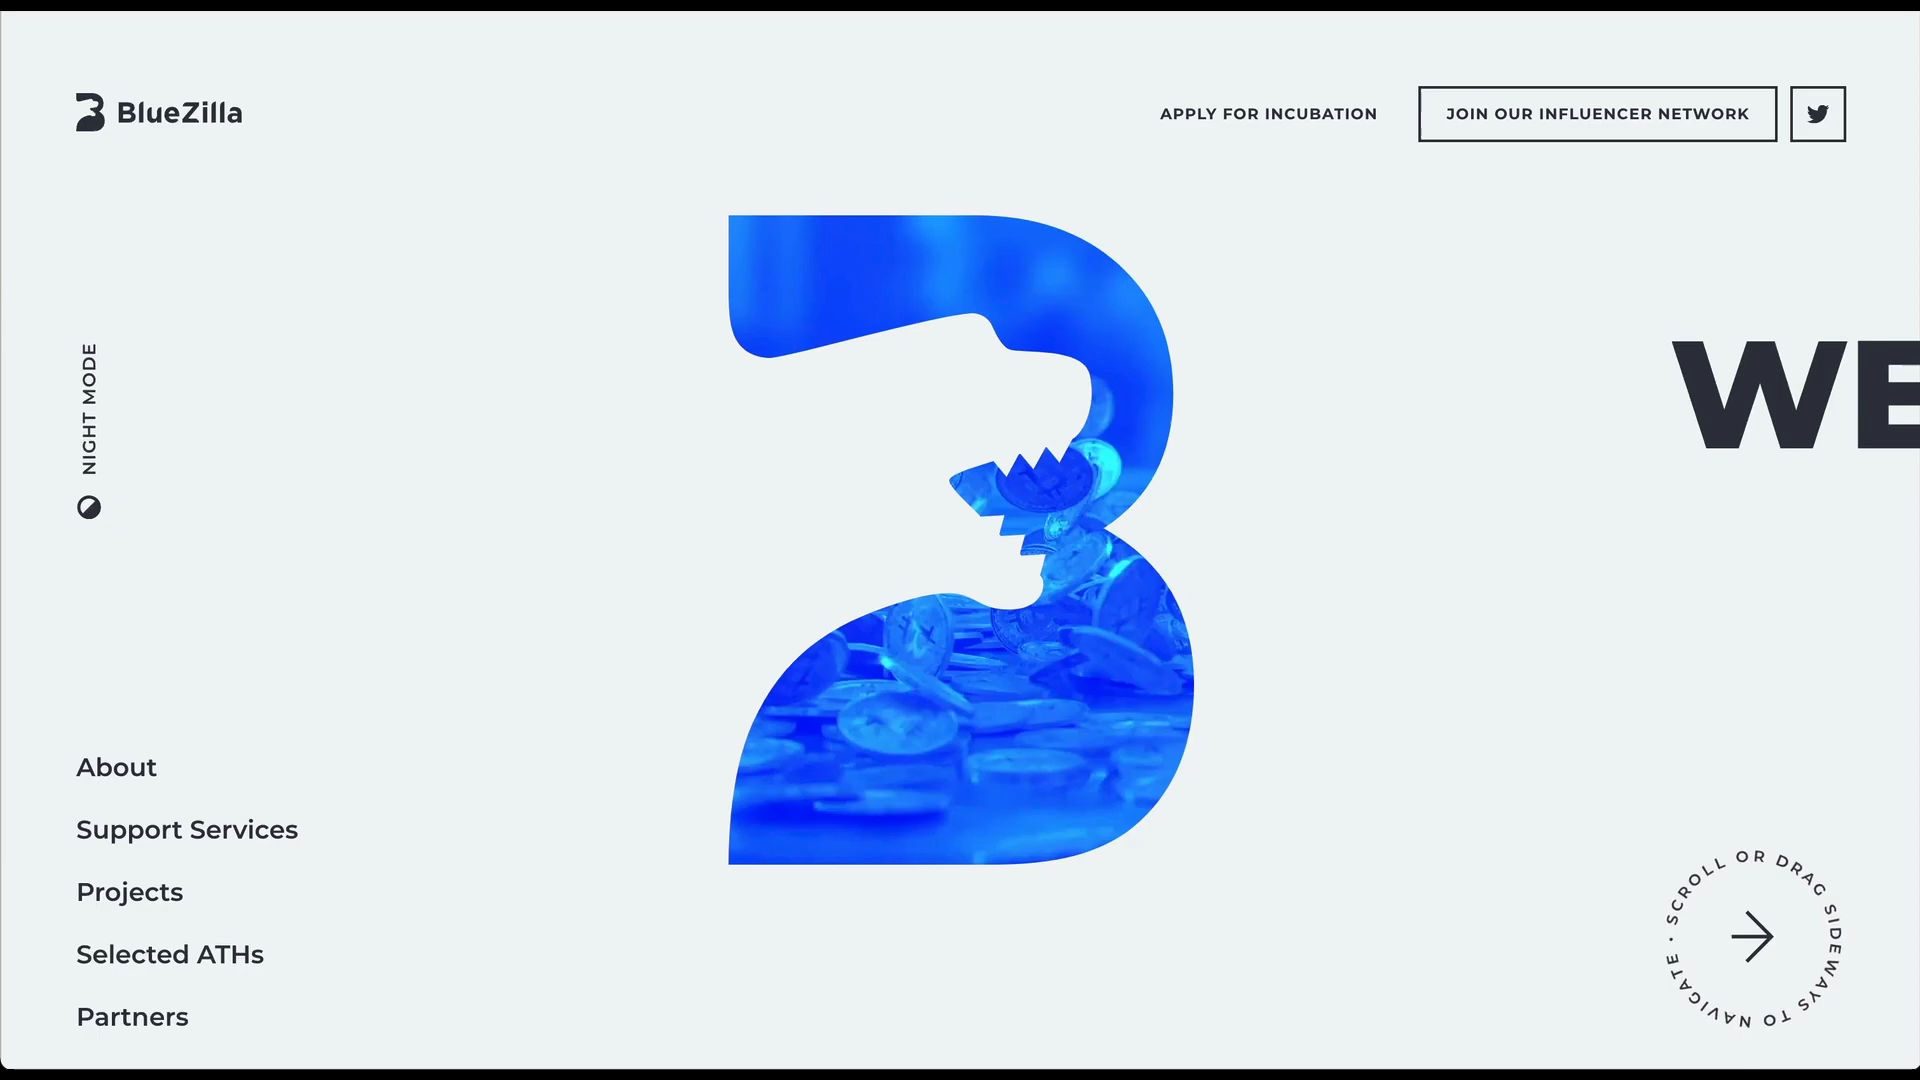 BlueZilla
APPLY FOR INCUBATION
JOIN OUR INFLUENCER NETWORK
NIGHT MODE
WE
About
Support Services
Projects
Selected ATHs
Partners
SCROLL OR DRAG SIDEWAYS TO NAVIGATE •